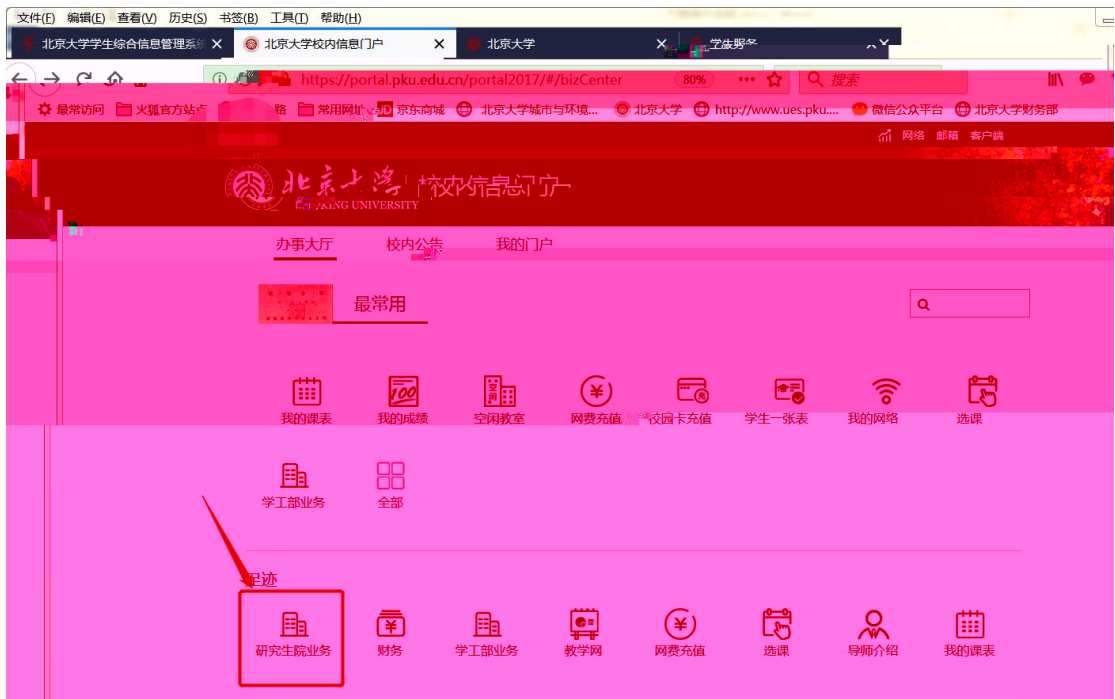 文件(F) 编辑(E) 查看(V) 历史(S) 书签(B) 工具(T) 帮助(H)
北京大学学生综合信息管理系统 × 北京大学校内信息门户 × 北京大学 ×
https://portal.pku.edu.cn/portal2017/#/bizCenter 80% ••• 搜索
最常访问 火狐官方站点 常用网址 京东商城 北京大学城市与环境... 北京大学 http://www.ues.pku.... 微信公众平台 北京大学财务部
网络 邮箱 客户端
北京大学 校内信息门户
PEKING UNIVERSITY
办事大厅 校内公告 我的门户
最常用
我的课表 我的成绩 空闲教室 网费充值 校园卡充值 学生一张表 我的网络 选课
学工部业务 全部
足迹
研究生院业务 财务 学工部业务 教学网 网费充值 选课 导师介绍 我的课表